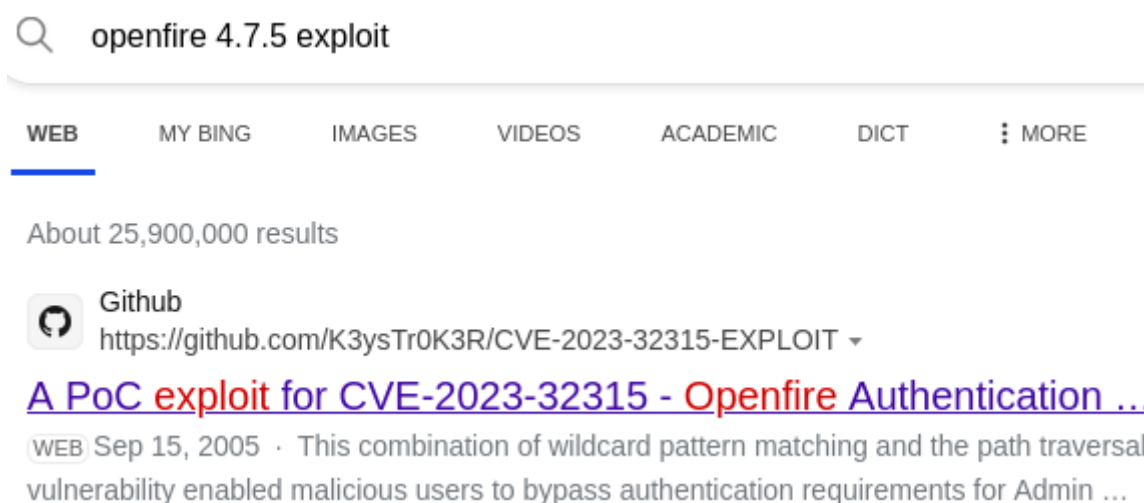 openfire 4.7.5 exploit
WEB MY BING IMAGES VIDEOS ACADEMIC DICT MORE
About 25,900,000 results
Github
https://github.com/K3ysTr0K3R/CVE-2023-32315-EXPLOIT
A PoC exploit for CVE-2023-32315 - Openfire Authentication ...
WEB Sep 15, 2005 · This combination of wildcard pattern matching and the path traversal
vulnerability enabled malicious users to bypass authentication requirements for Admin ...